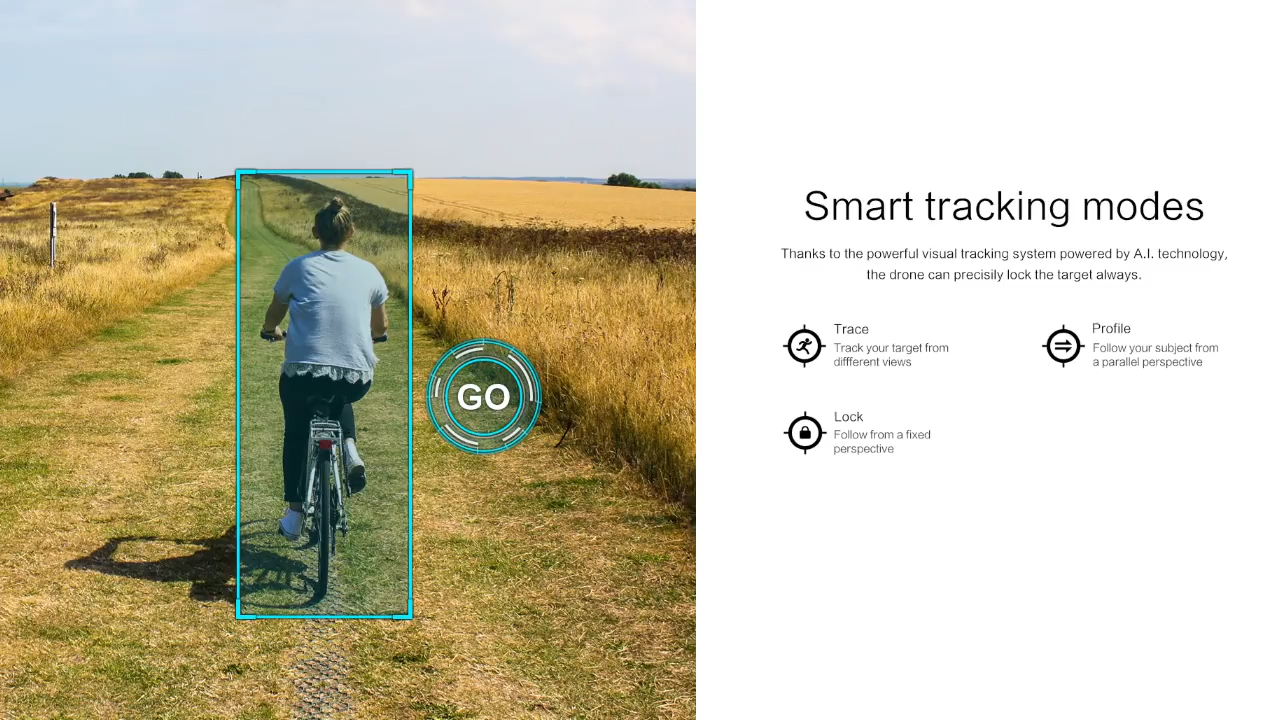 GO
Smart tracking modes
Thanks to the powerful visual tracking system powered by A.I. technology,
the drone can precisily lock the target always.
Trace
Track your target from
diffferent views
Profile
Follow your subject from
a parallel perspective
Lock
Follow from a fixed
perspective